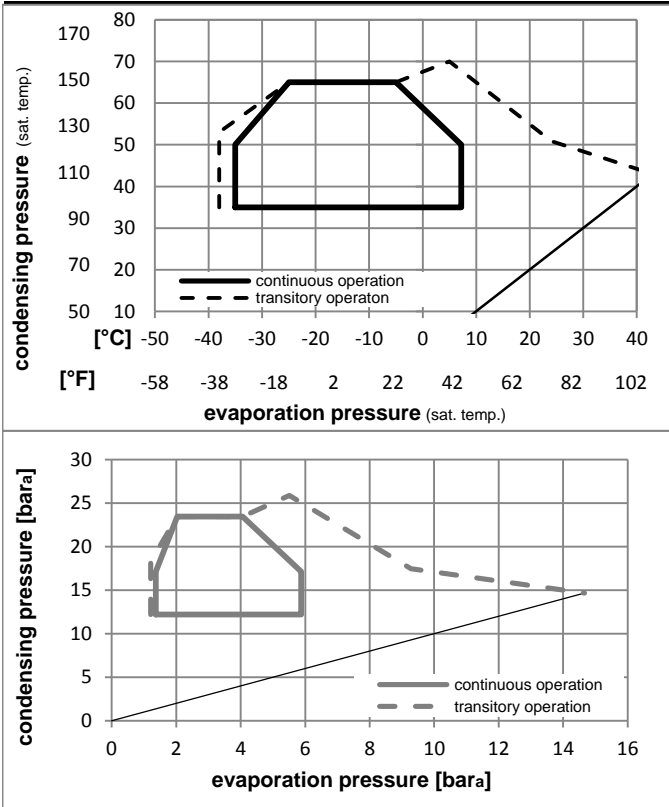 condensing pressure (sat. temp.)
170 80
150 70
60
130 50
110 40
90 30
70 20
50 10
continuous operation
transitory operaton
[°C] -50 -40 -30 -20 -10 0 10 20 30 40
[°F] -58 -38 -18 2 22 42 62 82 102
evaporation pressure (sat. temp.)
condensing pressure [bara]
30
25
20
15
10
5
0
continuous operation
transitory operation
0 2 4 6 8 10 12 14 16
evaporation pressure [bara]